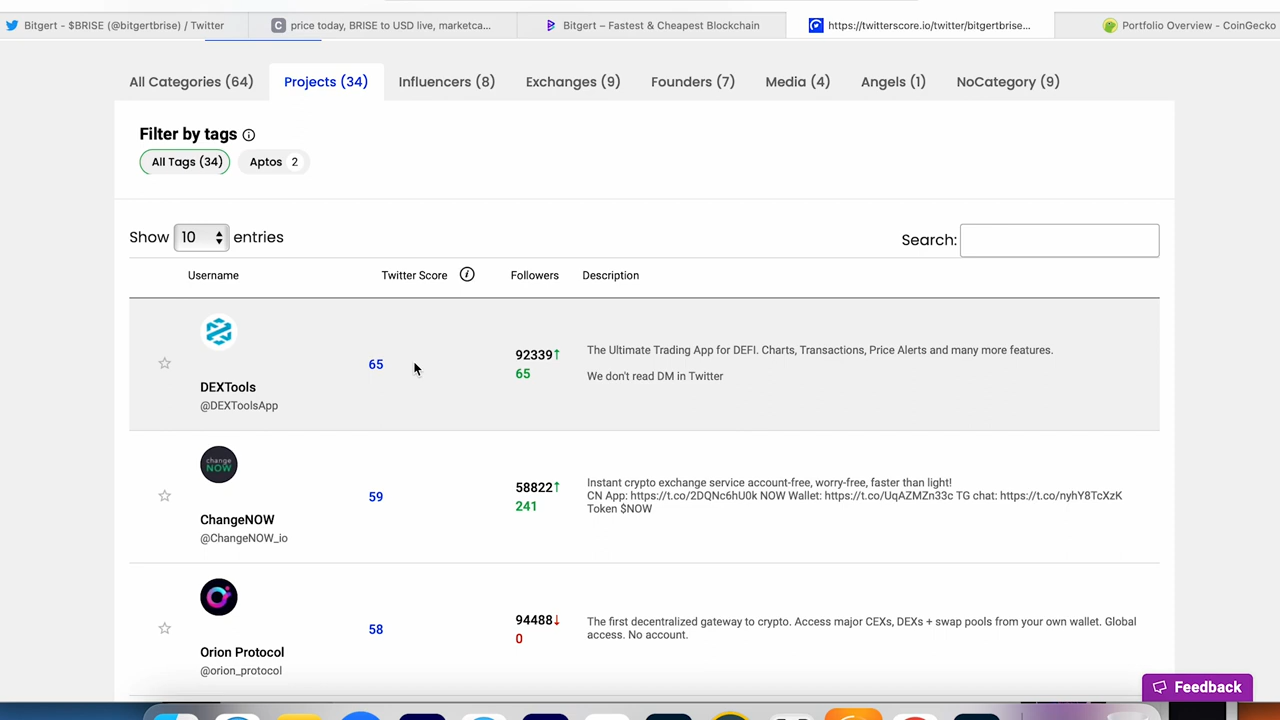 Bitgert - $BRISE (@bitgertbrise) / Twitter
price today, BRISE to USD live, marketca...
Bitgert – Fastest & Cheapest Blockchain
https://twitterscore.io/twitter/bitgertbrise...
Portfolio Overview - CoinGecko
All Categories (64)
Projects (34)
Influencers (8)
Exchanges (9)
Founders (7)
Media (4)
Angels (1)
NoCategory (9)
Filter by tags
All Tags (34)
Aptos 2
Show 10 entries
Search:
Username
Twitter Score
Followers
Description
DEXTools
@DEXToolsApp
65
92339↑
65
The Ultimate Trading App for DEFI. Charts, Transactions, Price Alerts and many more features.
We don't read DM in Twitter
change
NOW
ChangeNOW
@ChangeNOW_io
59
58822↑
241
Instant crypto exchange service account-free, worry-free, faster than light!
CN App: https://t.co/2DQNc6hU0k NOW Wallet: https://t.co/UqAZMZn33c TG chat: https://t.co/nyhY8TcXzK
Token $NOW
Orion Protocol
@orion_protocol
58
94488↓
0
The first decentralized gateway to crypto. Access major CEXs, DEXs + swap pools from your own wallet. Global
access. No account.
Feedback